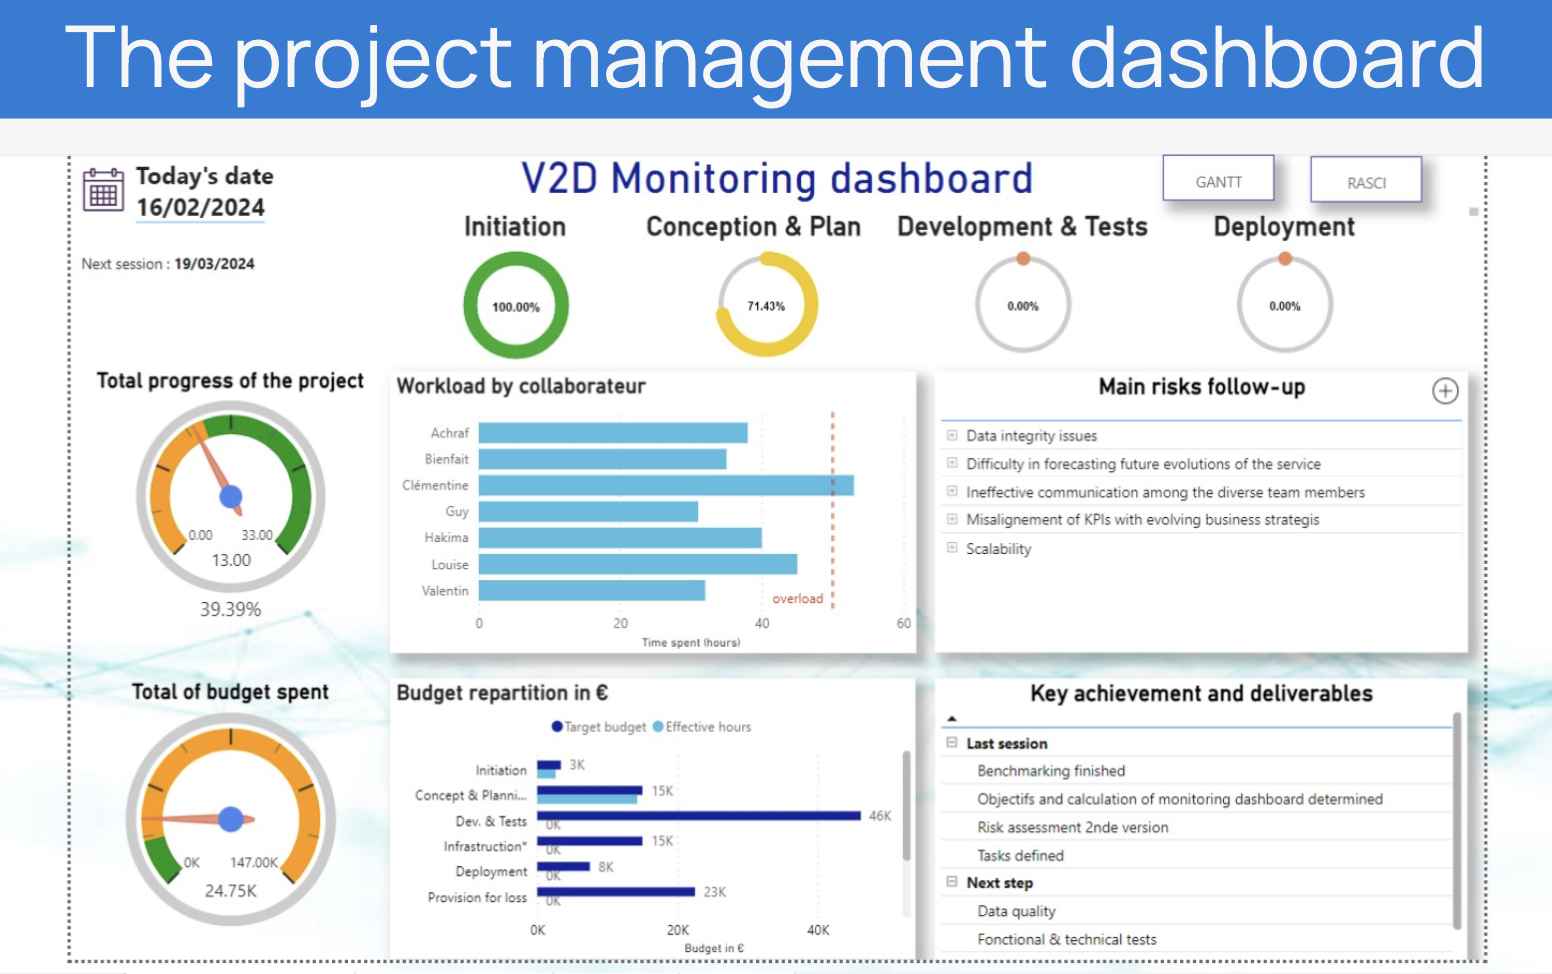 The project management dashboard
Today's date
16/02/2024
Next session : 19/03/2024
V2D Monitoring dashboard
GANTT
RASCI
Initiation
Conception & Plan
Development & Tests
Deployment
100.00%
71.43%
0.00%
0.00%
Total progress of the project
0.00
33.00
13.00
39.39%
Workload by collaborateur
Achraf
Bienfait
Clémentine
Guy
Hakima
Louise
Valentin
overload
0
20
40
60
Time spent (hours)
Main risks follow-up
Data integrity issues
Difficulty in forecasting future evolutions of the service
Ineffective communication among the diverse team members
Misalignement of KPIs with evolving business strategis
Scalability
Total of budget spent
0K
147.00K
24.75K
Budget repartition in €
Target budget
Effective hours
Initiation 3K
Concept & Planni... 15K
Dev. & Tests 46K
0K
Infrastruction* 15K
0K
Deployment 8K
0K
Provision for loss 23K
0K
0K
20K
40K
Budget in €
Key achievement and deliverables
Last session
Benchmarking finished
Objectifs and calculation of monitoring dashboard determined
Risk assessment 2nde version
Tasks defined
Next step
Data quality
Fonctional & technical tests